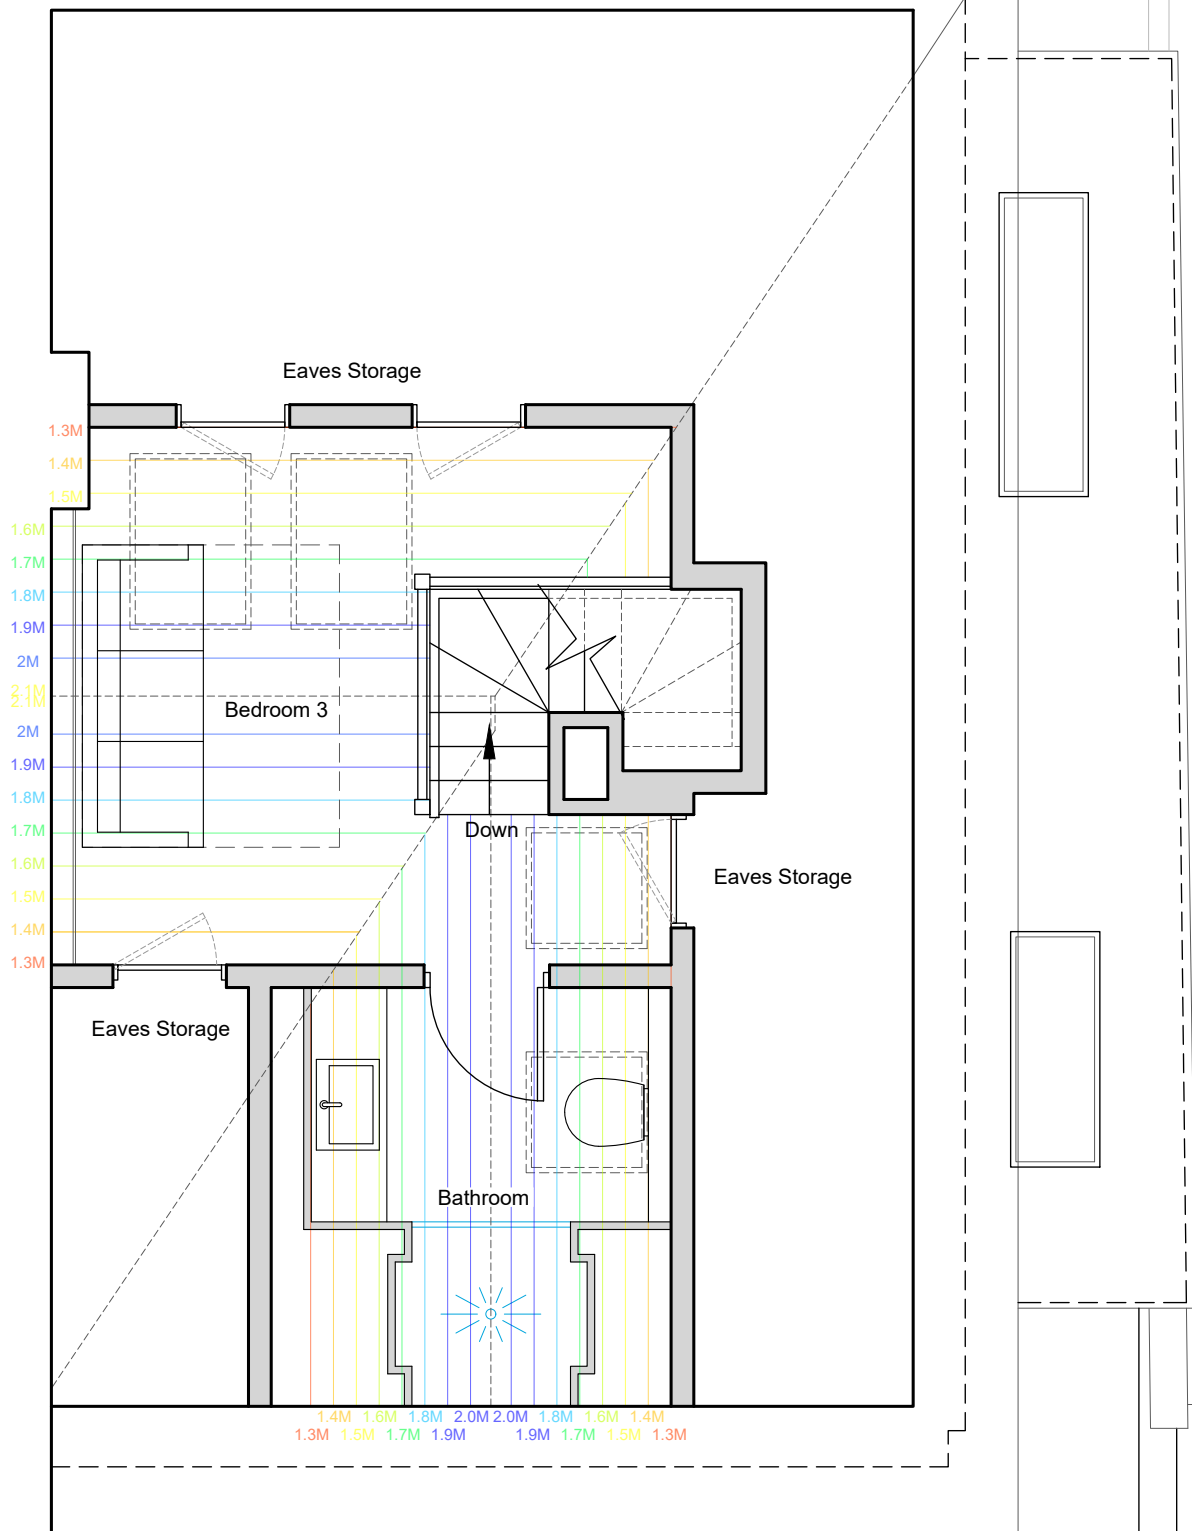 Eaves Storage
1.3M
1.4M
1.5M
1.6M
1.7M
1.8M
1.9M
2M
2.1M
2.1M
Bedroom 3
2M
1.9M
1.8M
1.7M
Down
1.6M
Eaves Storage
1.5M
1.4M
1.3M
Eaves Storage
Bathroom
1.4M 1.6M 1.8M 2.0M 2.0M 1.8M 1.6M 1.4M
1.3M 1.5M 1.7M 1.9M 1.9M 1.7M 1.5M 1.3M